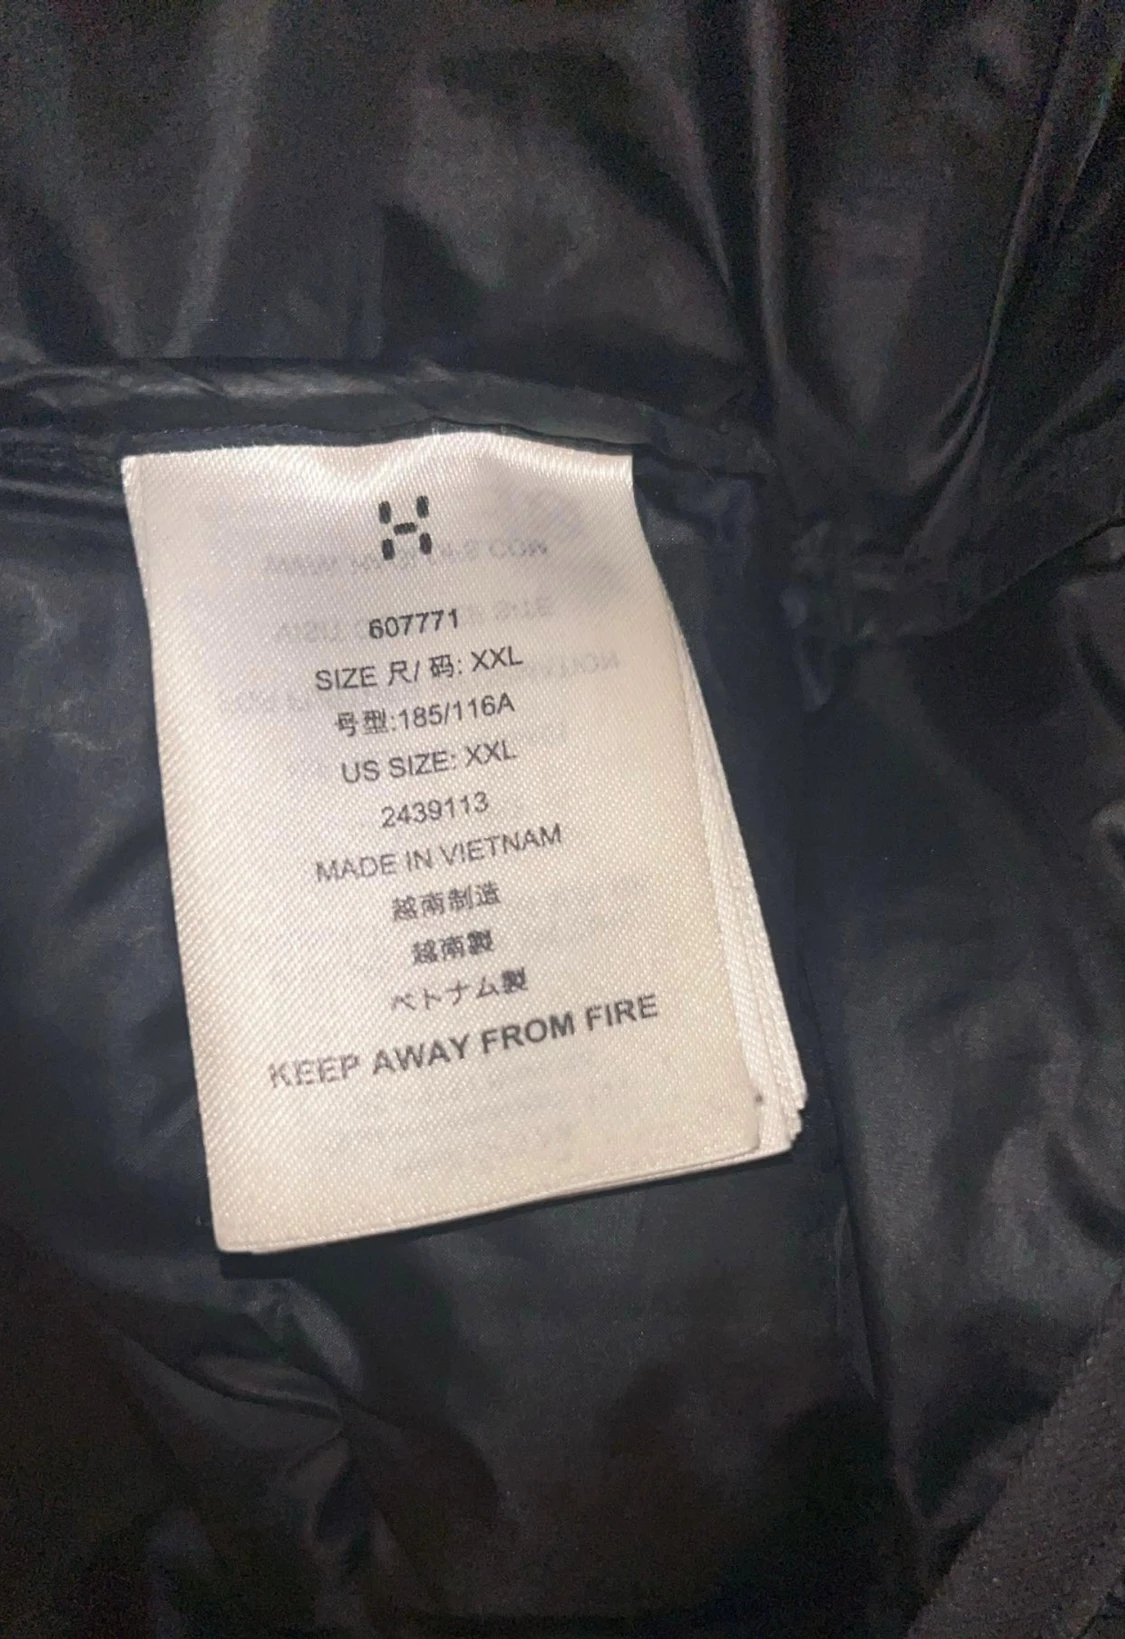 607771
SIZE 尺/ 码: XXL
号型:185/116A
US SIZE: XXL
2439113
MADE IN VIETNAM
越南制造
越南製
ベトナム製
KEEP AWAY FROM FIRE